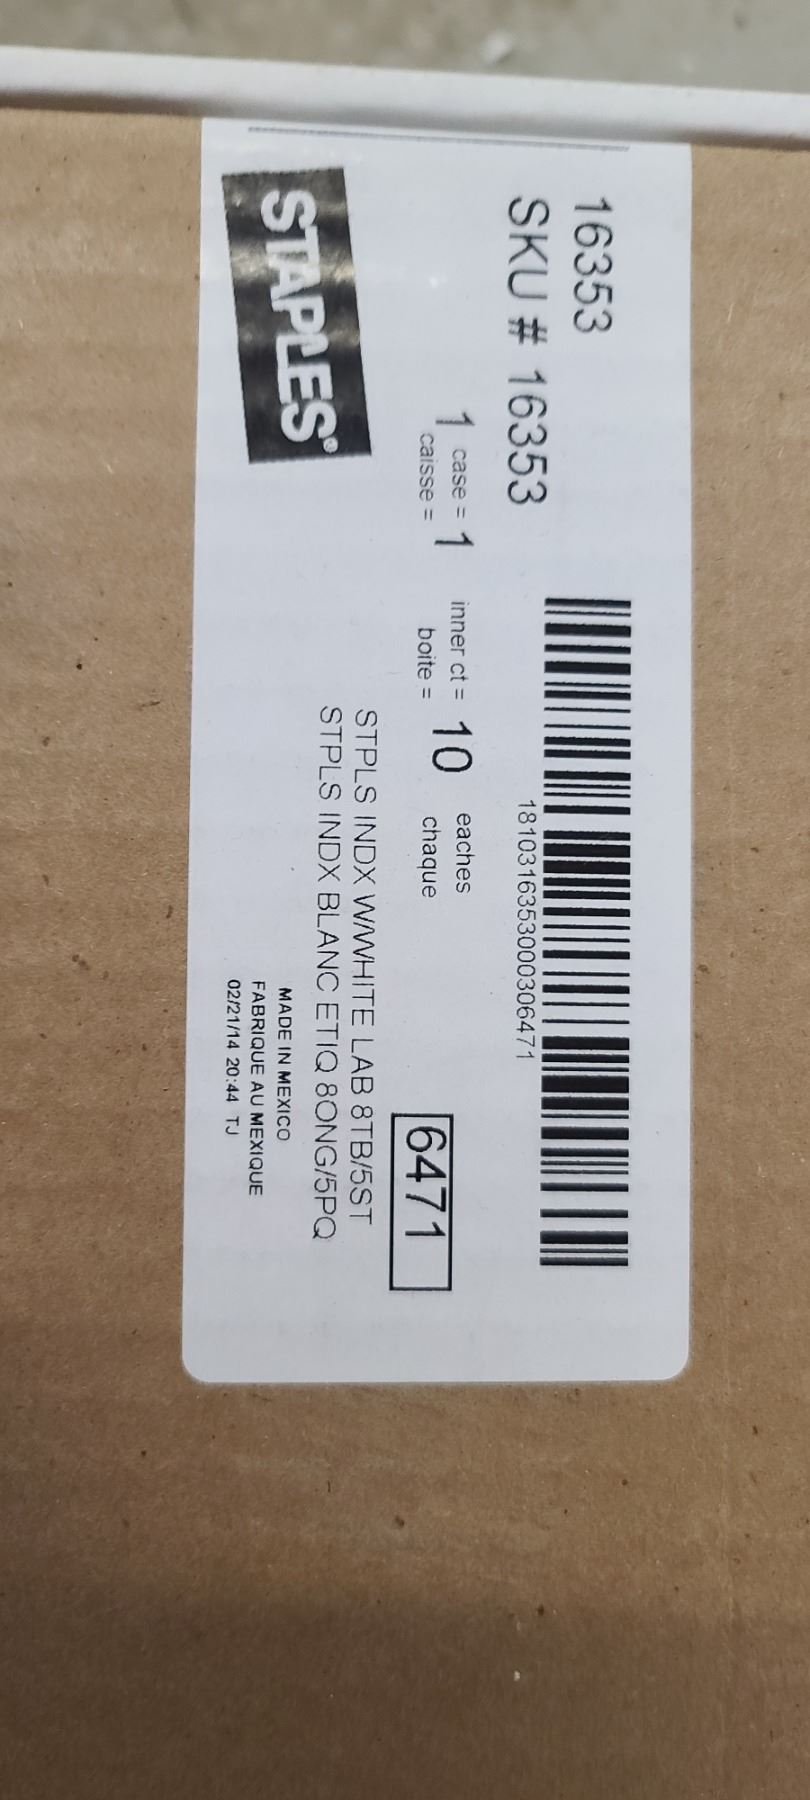 16353
SKU # 16353
1810316353000306471
1 case = 1 inner ct = 10 eaches
caisse = boite = chaque
6471
STPLS INDX W/WHITE LAB 8TB/5ST
STPLS INDX BLANC ETIQ 8ONG/5PQ
STAPLES®
MADE IN MEXICO
FABRIQUE AU MEXIQUE
02/21/14 20:44 TJ